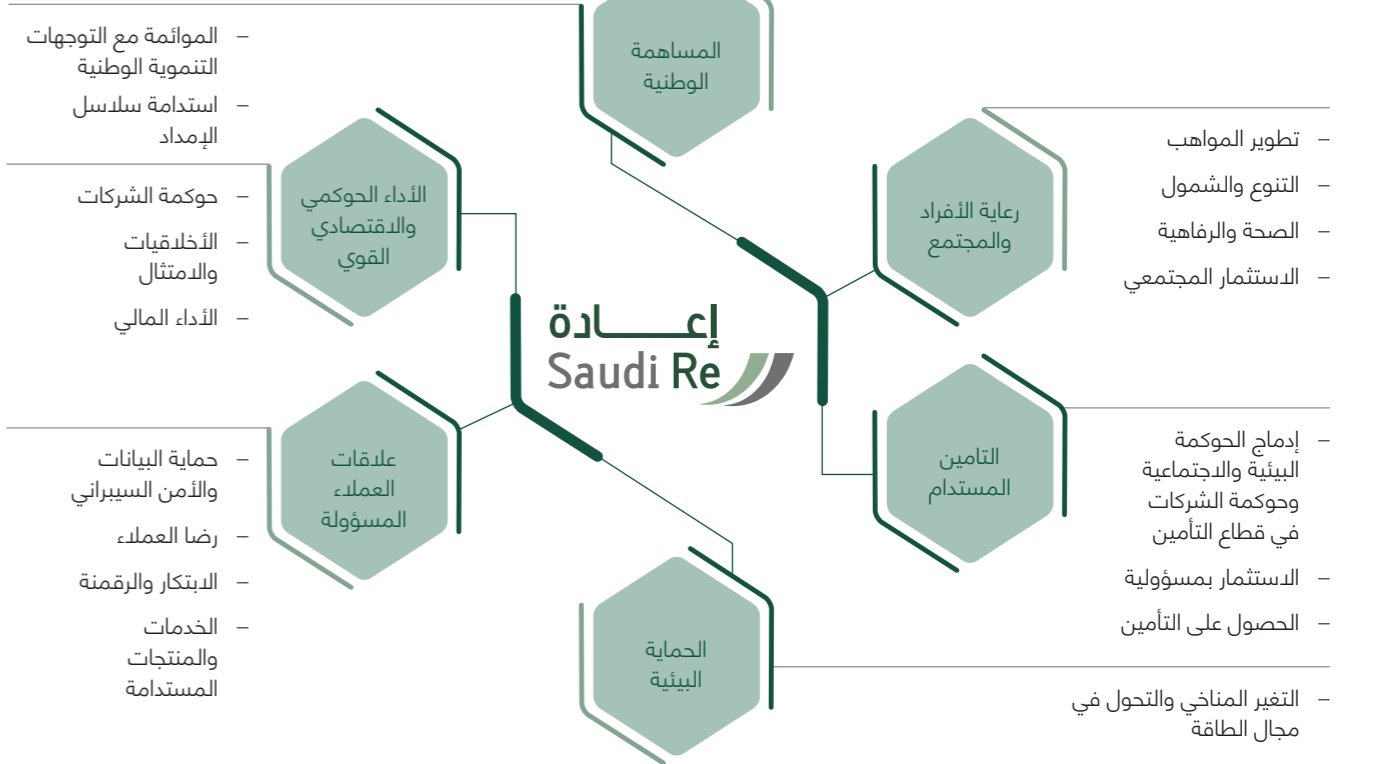 المساهمة
الوطنية
– الموائمة مع التوجهات
التنموية الوطنية
– استدامة سلاسل
الإمداد
رعاية الأفراد
والمجتمع
– تطوير المواهب
– التنوع والشمول
– الصحة والرفاهية
– الاستثمار المجتمعي
الأداء الحوكمي
والاقتصادي
القوي
– حوكمة الشركات
– الأخلاقيات
والامتثال
– الأداء المالي
إعــــادة
Saudi Re
التامين
المستدام
– إدماج الحوكمة
البيئية والاجتماعية
وحوكمة الشركات
في قطاع التأمين
– الاستثمار بمسؤولية
– الحصول على التأمين
علاقات
العملاء
المسؤولة
– حماية البيانات
والأمن السيبراني
– رضا العملاء
– الابتكار والرقمنة
– الخدمات
والمنتجات
المستدامة
الحماية
البيئية
– التغير المناخي والتحول في
مجال الطاقة